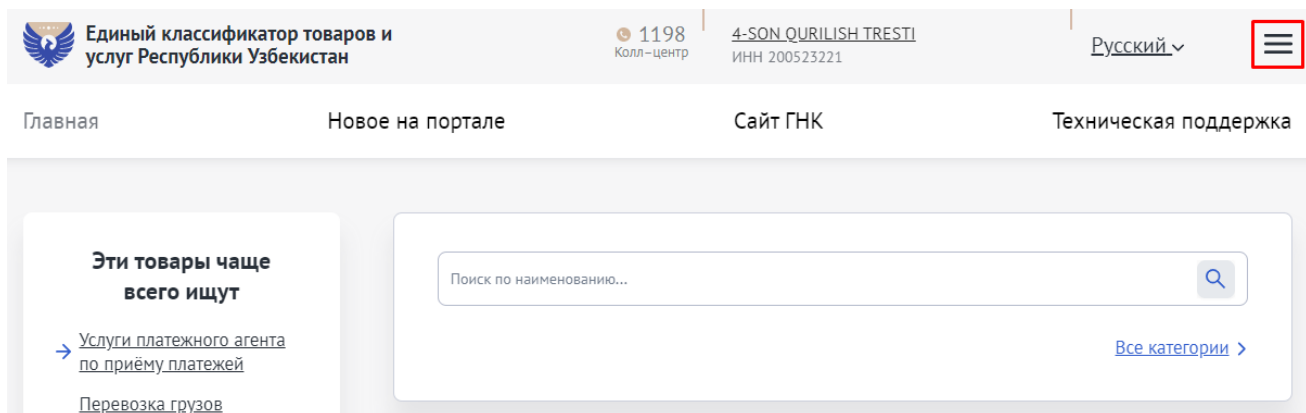 Единый классификатор товаров и
услуг Республики Узбекистан
1198
Колл-центр
4-SON QURILISH TRESTI
ИНН 200523221
Русский
Главная
Новое на портале
Сайт ГНК
Техническая поддержка
Эти товары чаще
всего ищут
Услуги платежного агента
по приёму платежей
Перевозка грузов
Поиск по наименованию...
Все категории